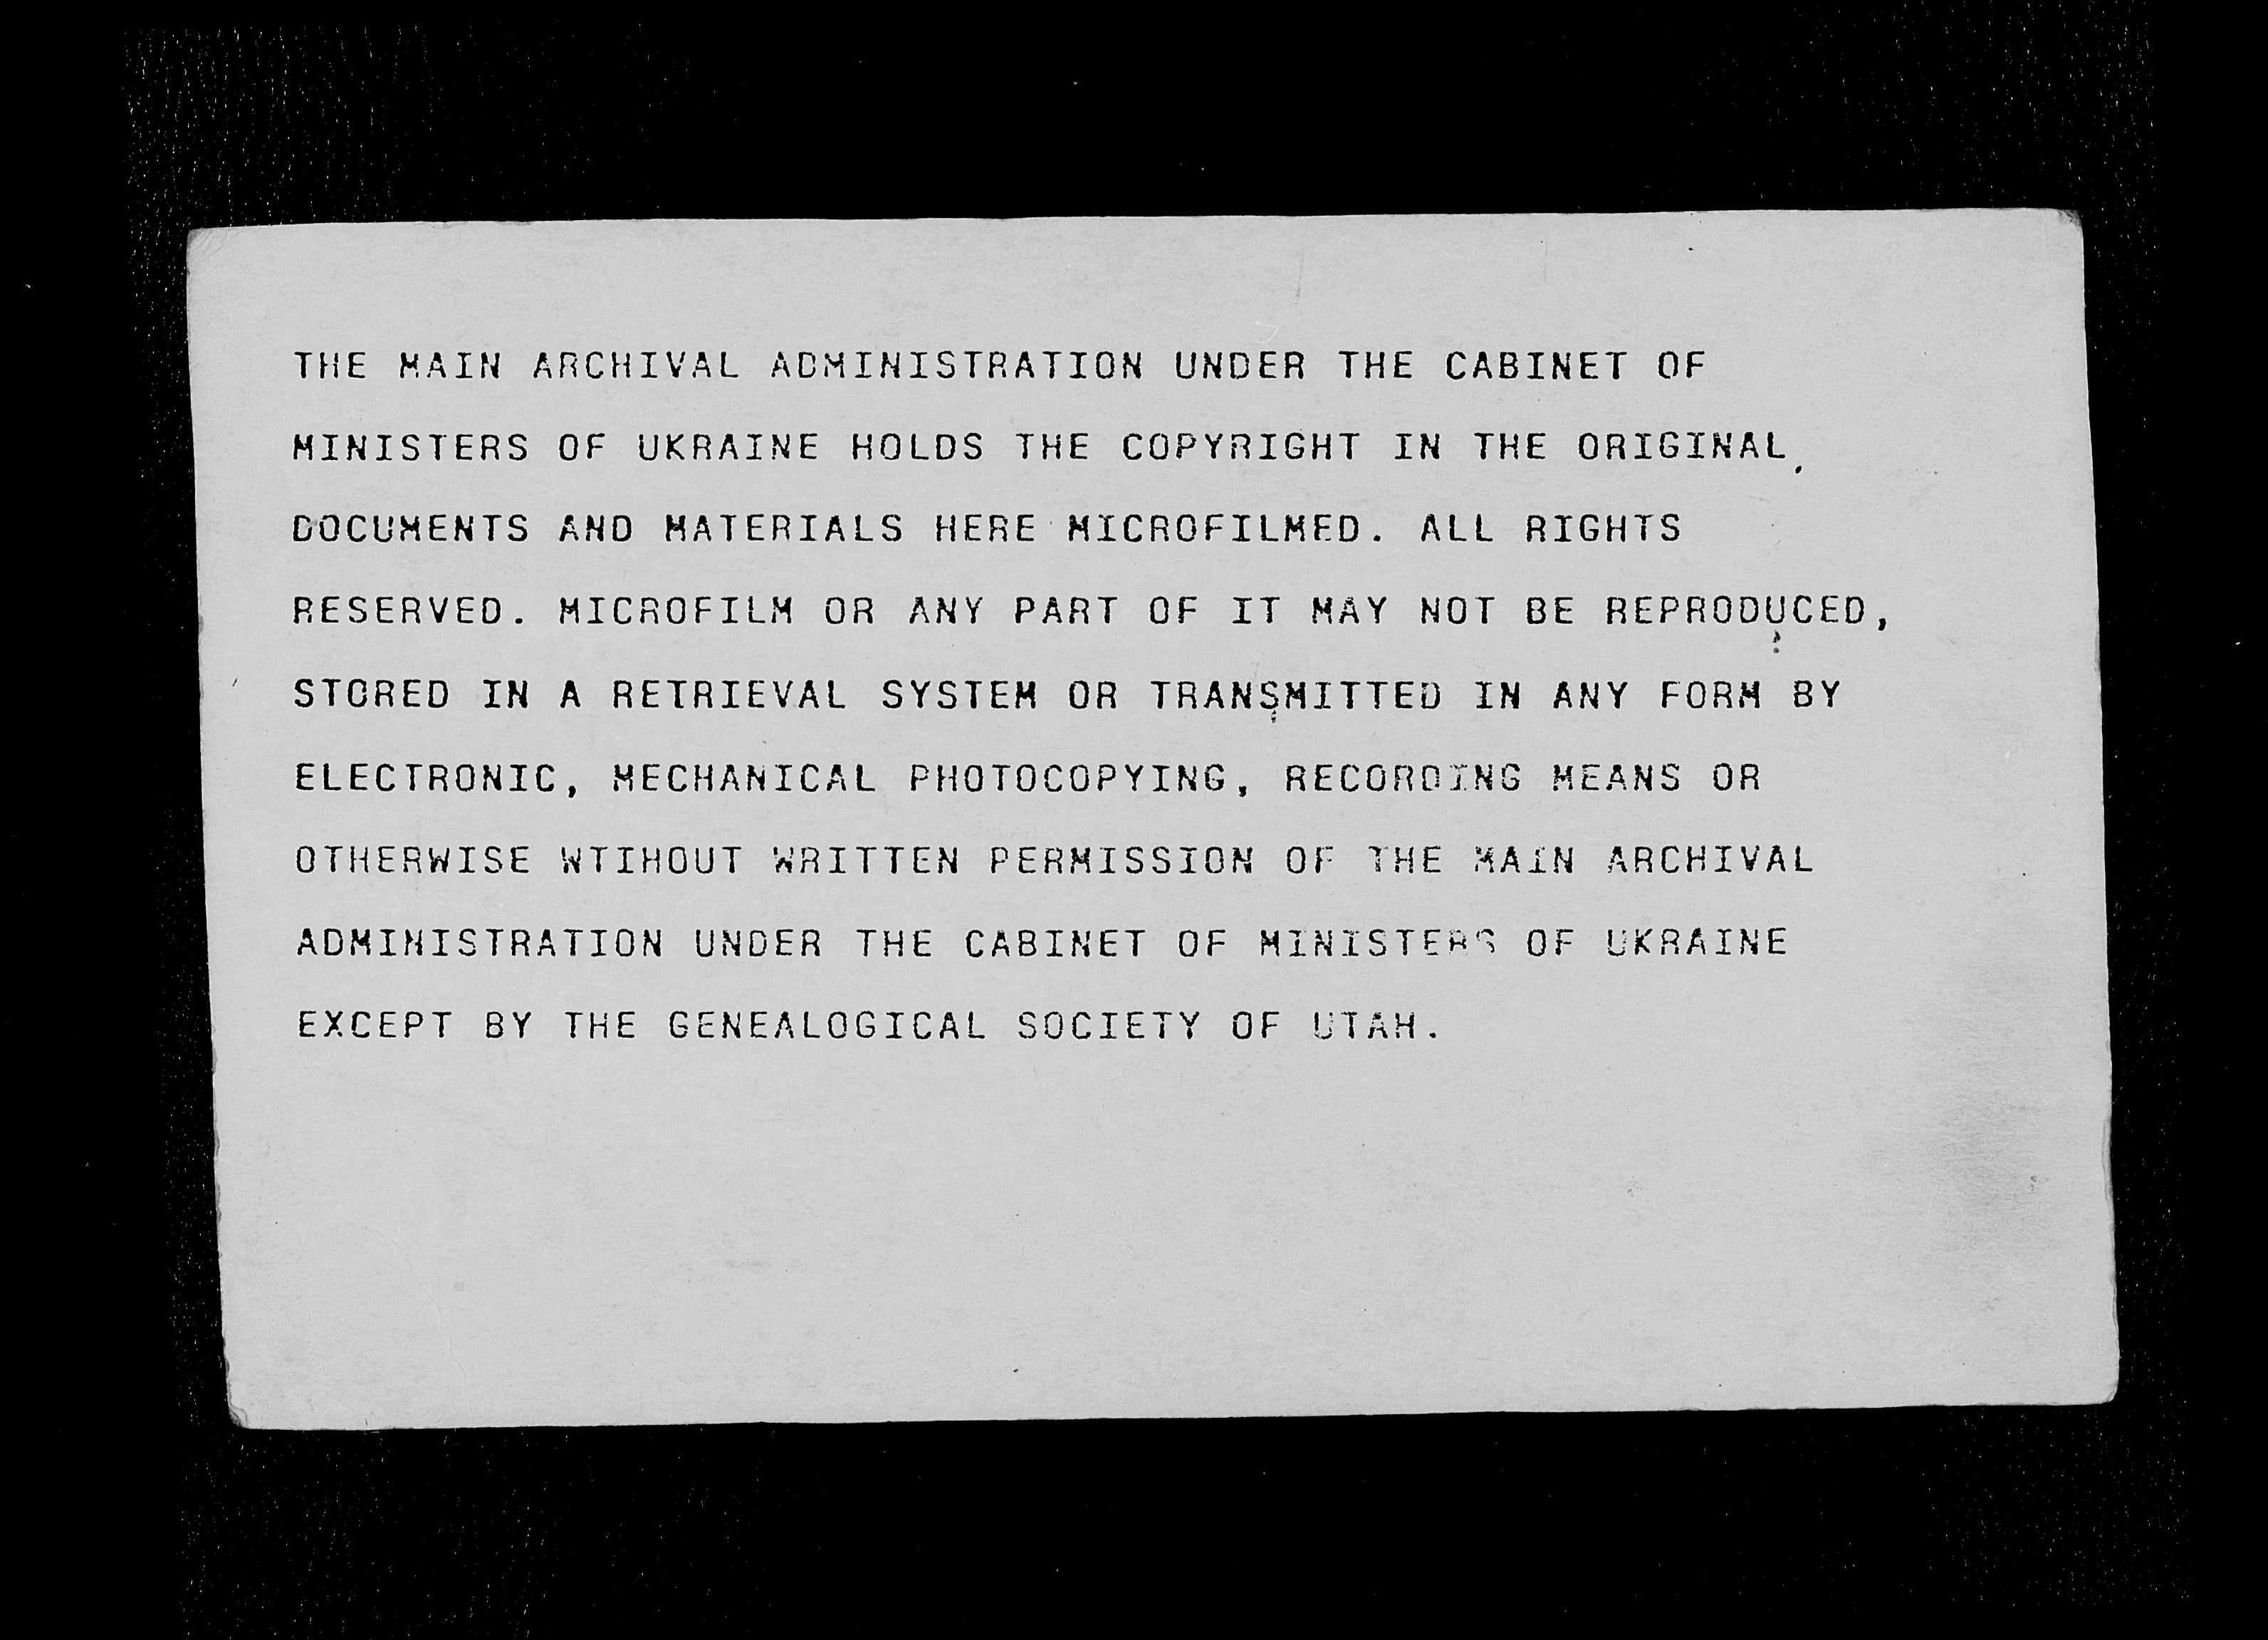 THE MAIN ARCHIVAL ADMINISTRATION UNDER THE CABINET OF
MINISTERS OF UKRAINE HOLDS THE COPYRIGHT IN THE ORIGINAL
DOCUMENTS AND MATERIALS HERE MICROFILMED. ALL RIGHTS
RESERVED. MICROFILM OR ANY PART OF IT MAY NOT BE REPRODUCED,
STORED IN A RETRIEVAL SYSTEM OR TRANSMITTED IN ANY FORM BY
ELECTRONIC, MECHANICAL PHOTOCOPYING, RECORDING MEANS OR
OTHERWISE WTIHOUT WRITTEN PERMISSION OF THE MAIN ARCHIVAL
ADMINISTRATION UNDER THE CABINET OF MINISTERS OF UKRAINE
EXCEPT BY THE GENEALOGICAL SOCIETY OF UTAH.